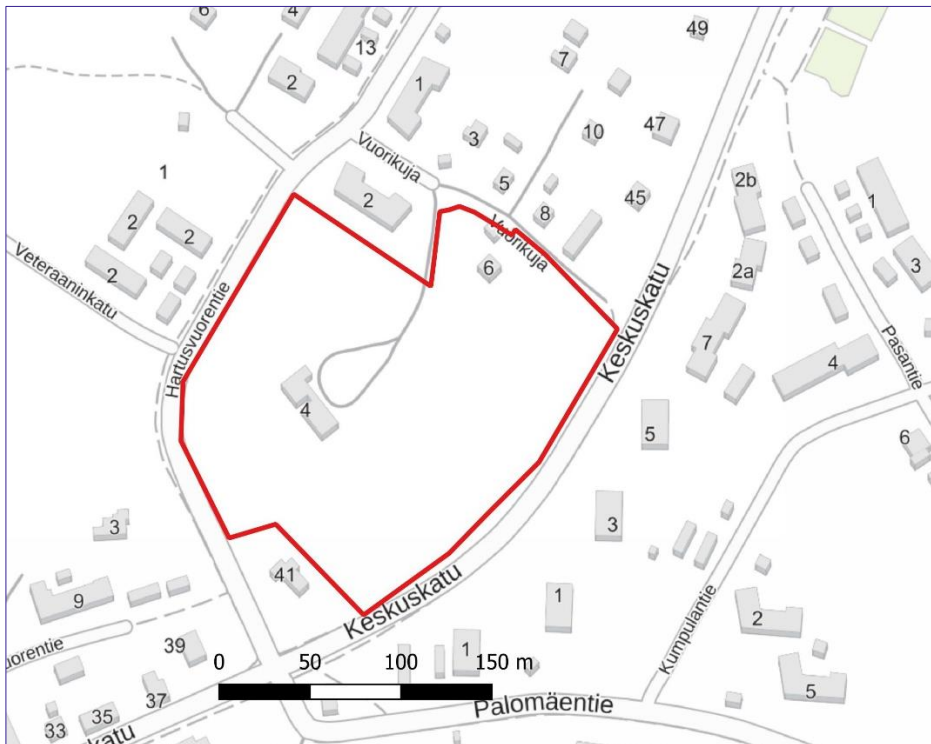 6
4
13
2
1
7
49
3
10
47
Vuorikuja
5
1
2
45
2b
8
2
2
Vuorikuja
1
2
6
2a
3
Veteraaninkatu
Hartusvuorentie
Keskuskatu
7
Pasantie
4
4
5
6
3
3
41
Keskuskatu
9
1
2
Kumpulantie
uorentie
39
1
0 50 100 150 m
37
5
35
Palomäentie
33
skatu